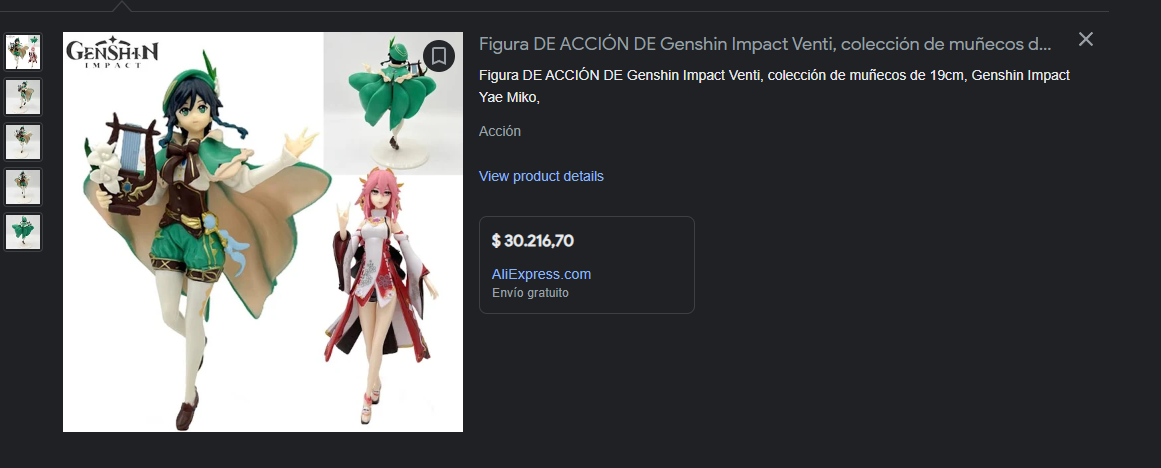 GENSHIN
IMPACT
Figura DE ACCIÓN DE Genshin Impact Venti, colección de muñecos d...
Figura DE ACCIÓN DE Genshin Impact Venti, colección de muñecos de 19cm, Genshin Impact
Yae Miko,
Acción
View product details
$ 30.216,70
AliExpress.com
Envío gratuito